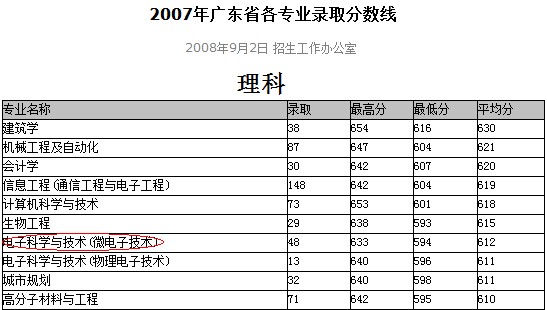 2007年广东省各专业录取分数线
2008年9月2日 招生工作办公室
理科
专业名称 录取 最高分 最低分 平均分
建筑学 38 654 616 630
机械工程及自动化 87 647 604 621
会计学 30 642 607 620
信息工程(通信工程与电子工程) 148 642 604 619
计算机科学与技术 73 653 601 618
生物工程 29 638 593 615
电子科学与技术(微电子技术) 48 633 594 612
电子科学与技术(物理电子技术) 13 640 596 611
城市规划 32 640 598 611
高分子材料与工程 71 642 595 610